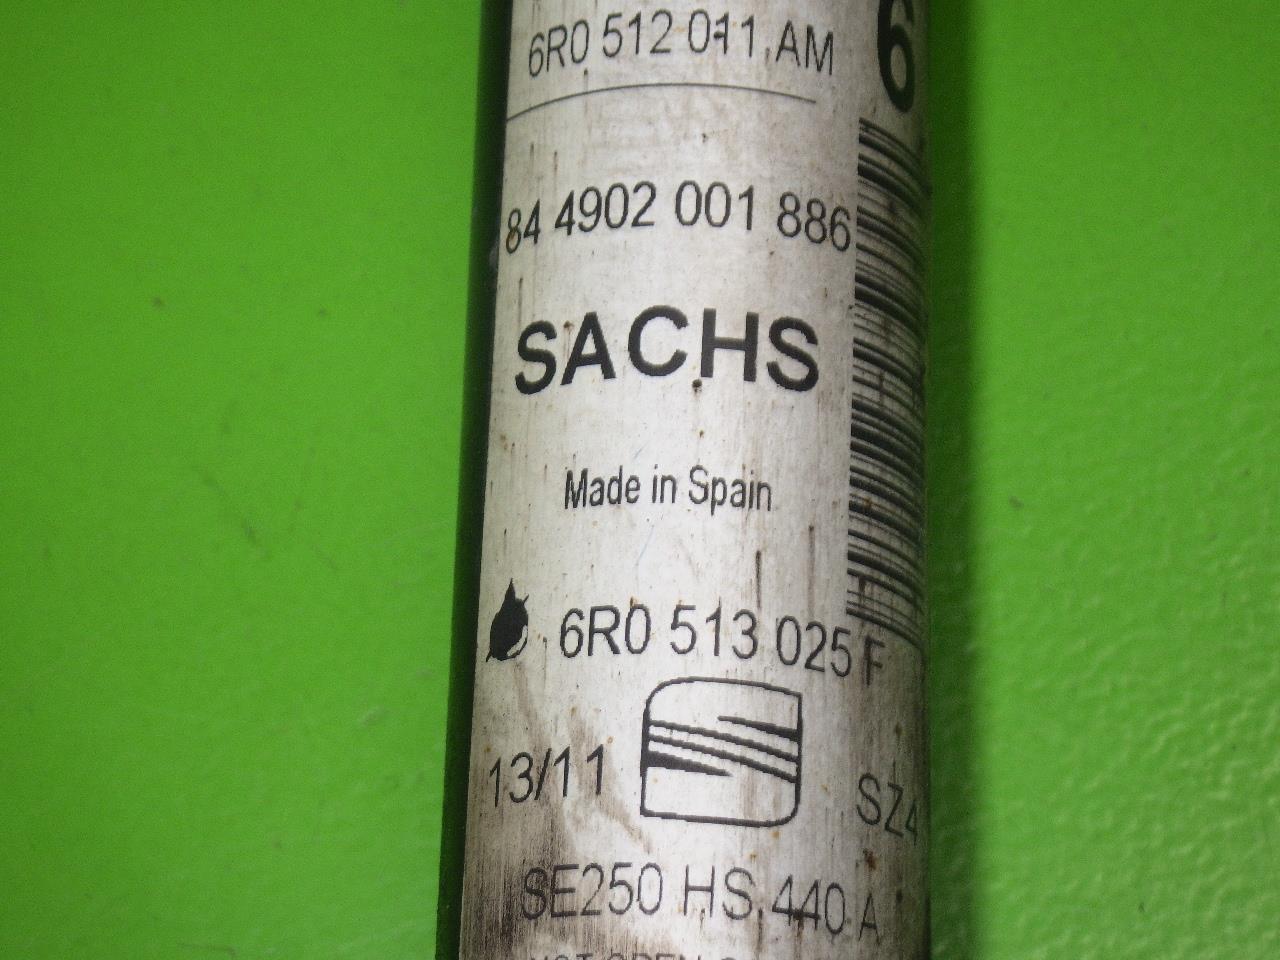 6R0 512 011 AM
6
84 4902 001 886
SACHS
Made in Spain
6R0 513 025 F
13/11
SZ4
SE250 HS 440 A